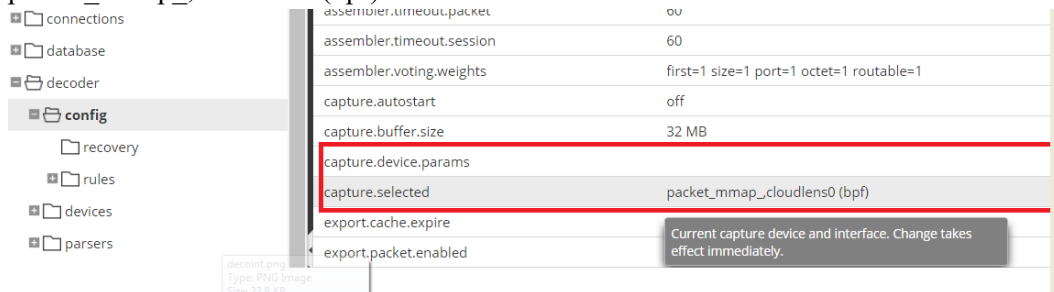 connections
database
decoder
config
recovery
rules
devices
parsers
assembler.timeout.packet 60
assembler.timeout.session 60
assembler.voting.weights first=1 size=1 port=1 octet=1 routable=1
capture.autostart off
capture.buffer.size 32 MB
capture.device.params
capture.selected packet_mmap_,cloudlens0 (bpf)
export.cache.expire
export.packet.enabled
Current capture device and interface. Change takes
effect immediately.
decoint.png
Type: PNG Image